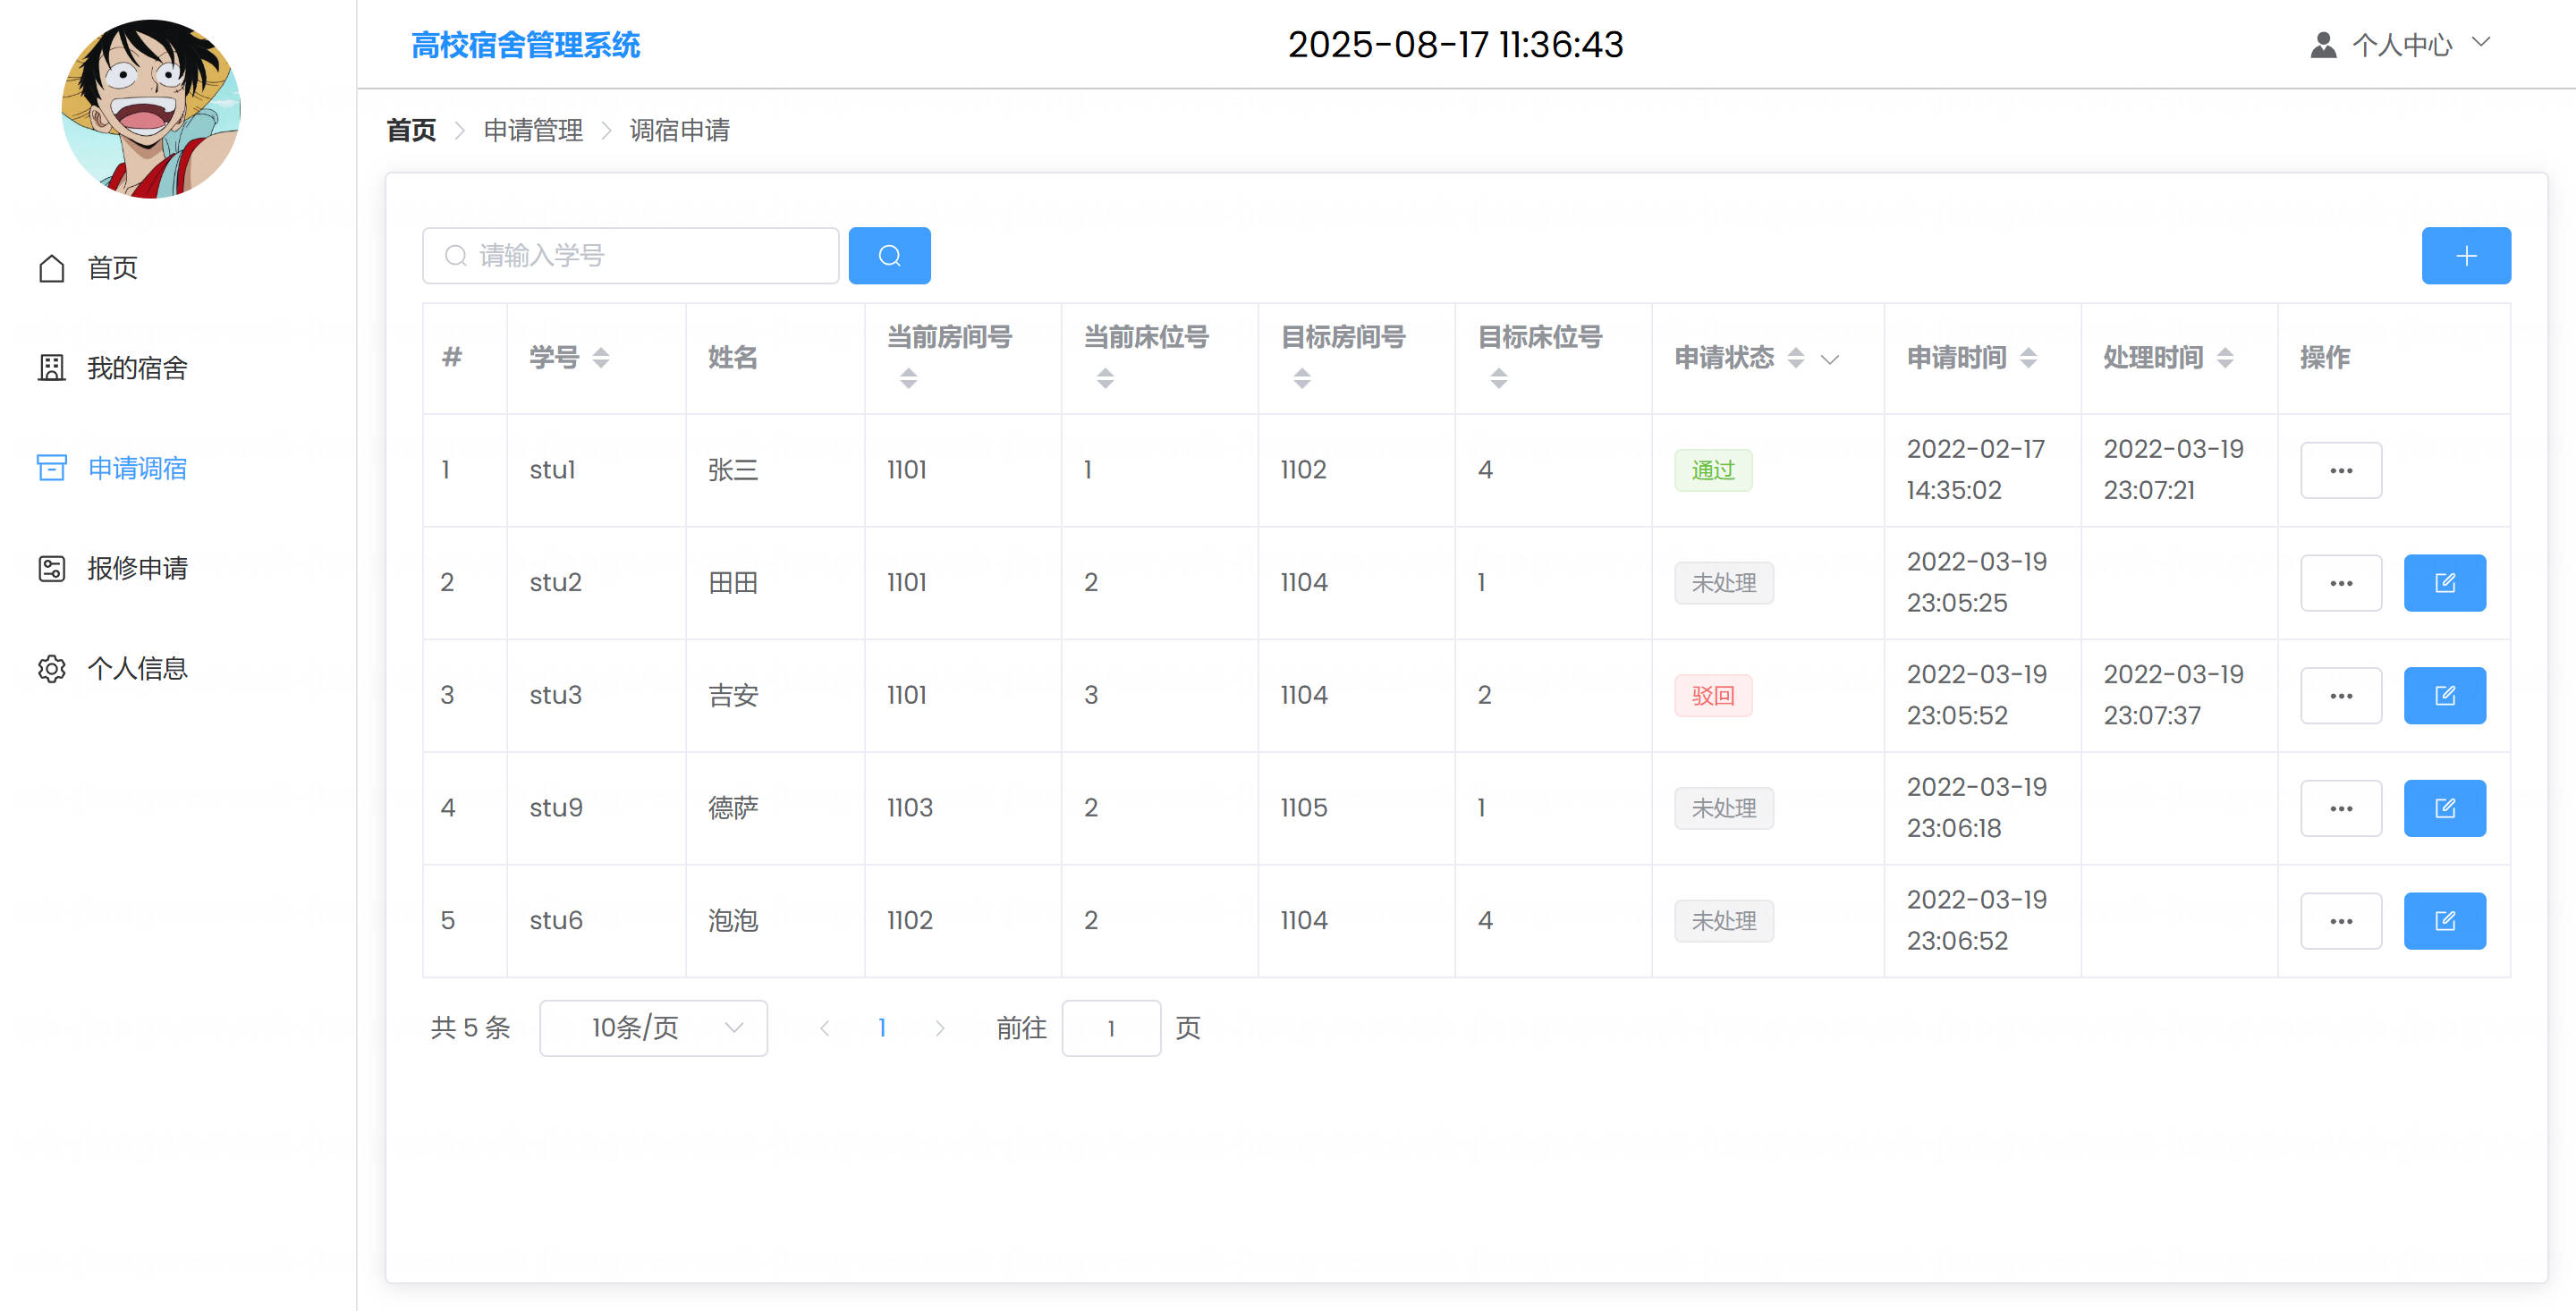 高校宿舍管理系统
2025-08-17 11:36:43
个人中心
首页
我的宿舍
申请调宿
报修申请
个人信息
首页 申请管理 调宿申请
请输入学号
# 学号 姓名 当前房间号 当前床位号 目标房间号 目标床位号 申请状态 申请时间 处理时间 操作
1 stu1 张三 1101 1 1102 4 通过 2022-02-17 14:35:02 2022-03-19 23:07:21
2 stu2 田田 1101 2 1104 1 未处理 2022-03-19 23:05:25
3 stu3 吉安 1101 3 1104 2 驳回 2022-03-19 23:05:52 2022-03-19 23:07:37
4 stu9 德萨 1103 2 1105 1 未处理 2022-03-19 23:06:18
5 stu6 泡泡 1102 2 1104 4 未处理 2022-03-19 23:06:52
共 5 条 10条/页 1 前往 1 页